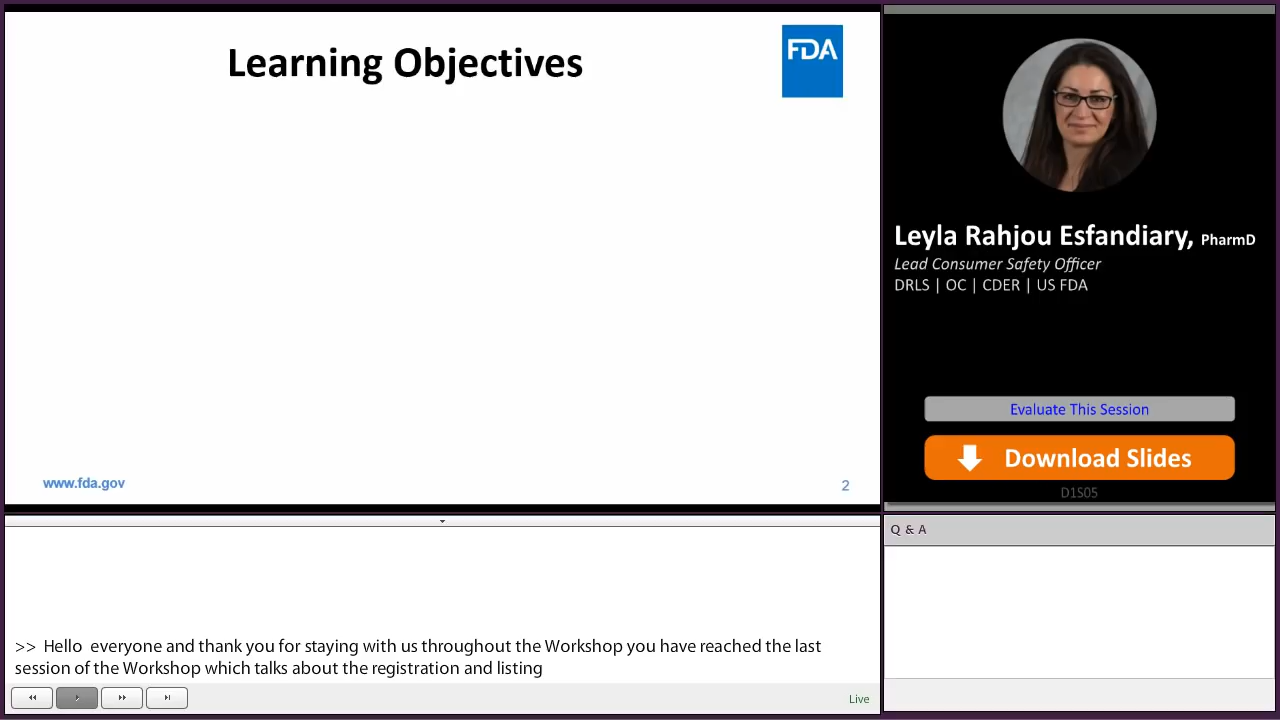 Learning Objectives
FDA
www.fda.gov
2
Leyla Rahjou Esfandiary, PharmD
Lead Consumer Safety Officer
DRLS | OC | CDER | US FDA
Evaluate This Session
Download Slides
D1S05
>> Hello everyone and thank you for staying with us throughout the Workshop you have reached the last
session of the Workshop which talks about the registration and listing
Live
Q & A